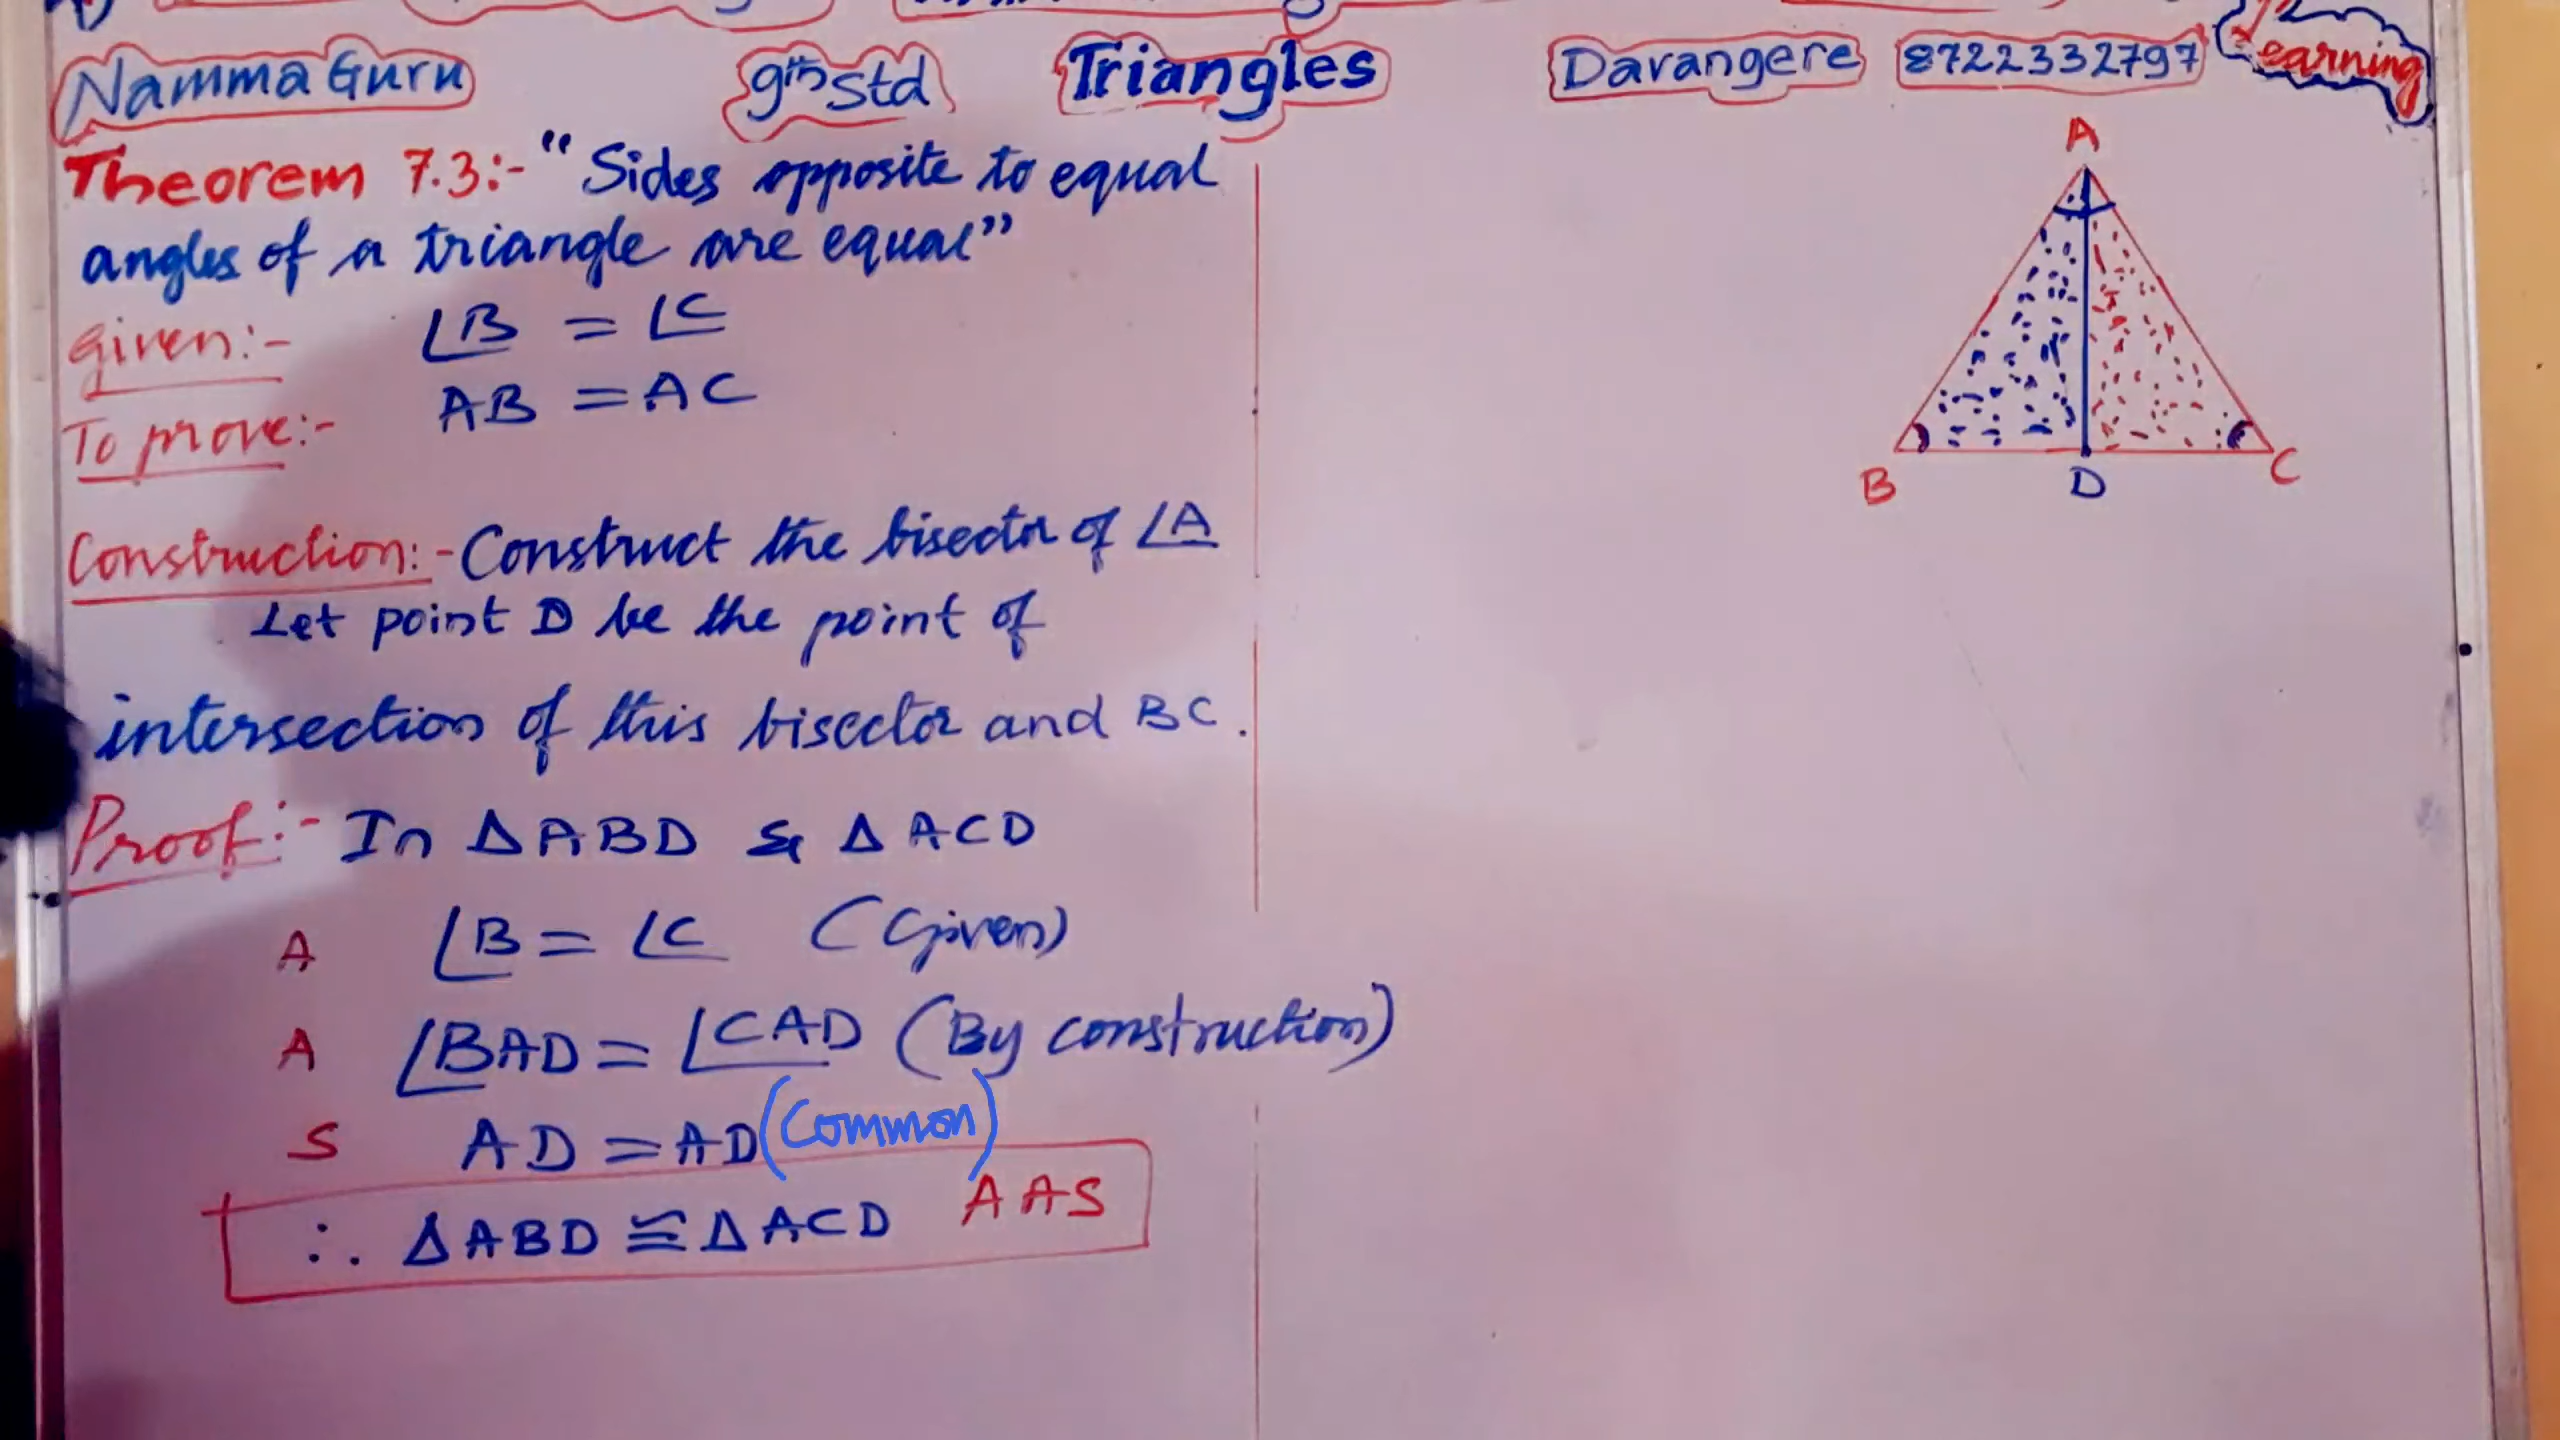 Namma Guru 9th std Triangles Darangere 8722332797 Learning
Theorem 7.3:- "Sides opposite to equal
angles of a triangle are equal"
Given:- ∠B = ∠C
To prove:- AB = AC
Construction:- Construct the bisector of ∠A
Let point D be the point of
intersection of this bisector and BC.
Proof:- In ΔABD & ΔACD
A ∠B = ∠C (Given)
A ∠BAD = ∠CAD (By construction)
S AD = AD (Common)
∴ ΔABD ≅ ΔACD AAS
A
B D C